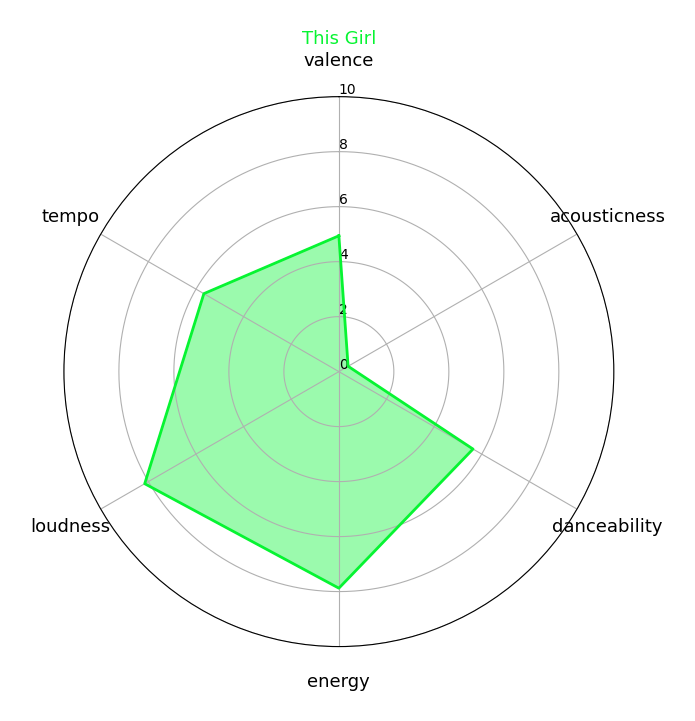 This Girl
valence
10
8
tempo
acousticness
6
4
2
0
loudness
danceability
energy